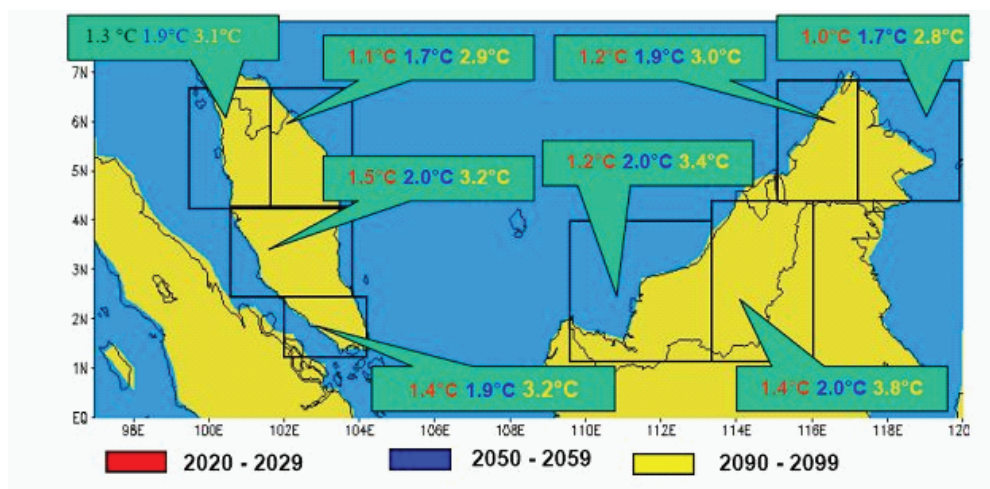 1.3 °C 1.9°C 3.1°C
1.1°C 1.7°C 2.9°C
1.2°C 1.9°C 3.0°C
1.0°C 1.7°C 2.8°C
7N
6N
5N
4N
3N
2N
1N
EQ
1.5°C 2.0°C 3.2°C
1.2°C 2.0°C 3.4°C
1.4°C 1.9°C 3.2°C
1.4°C 2.0°C 3.8°C
98E 100E 102E 104E 106E 108E 110E 112E 114E 116E 118E 120
2020 - 2029 2050 - 2059 2090 - 2099